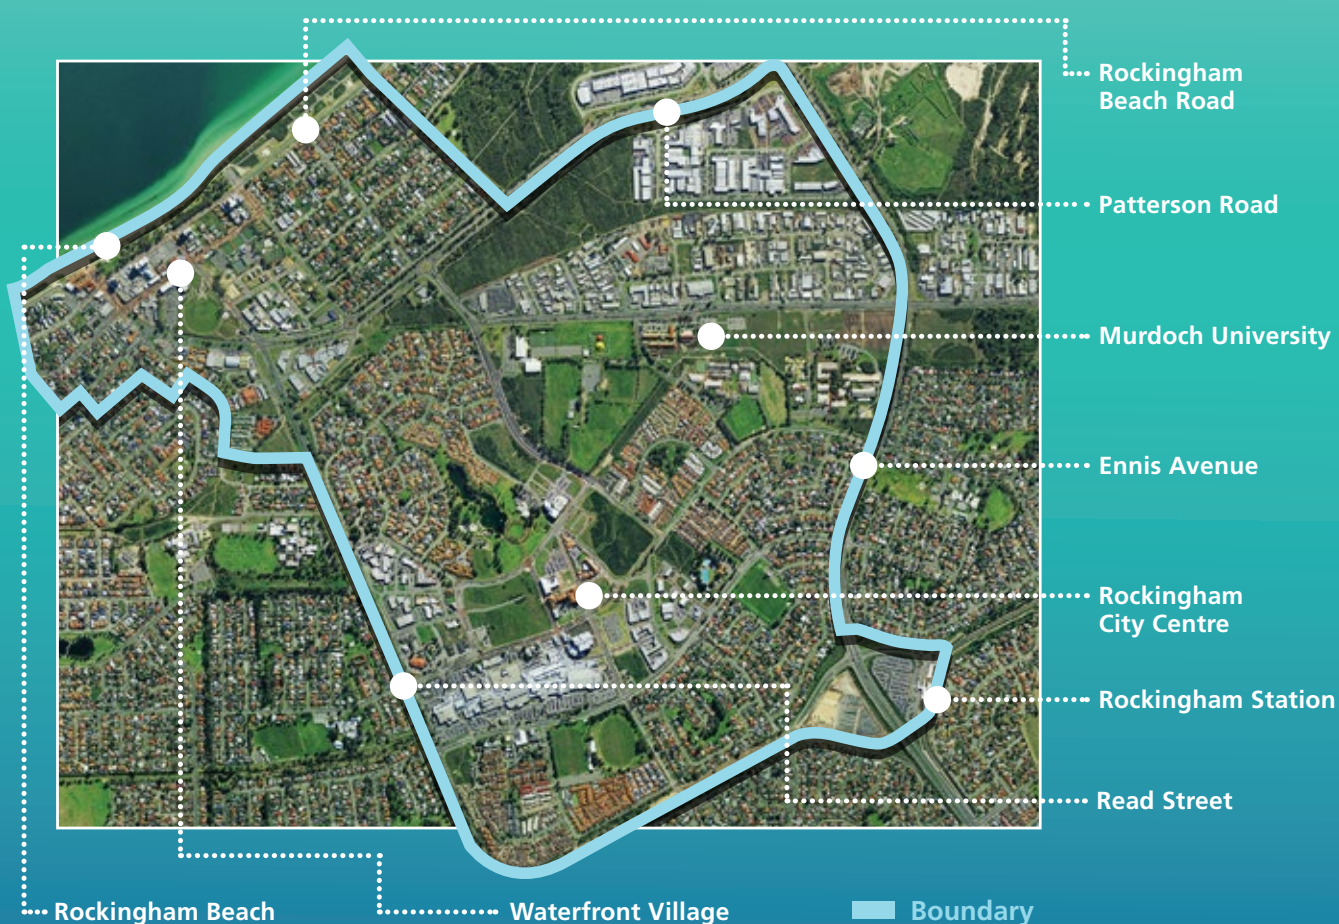 Rockingham
Beach Road
Patterson Road
Murdoch University
Ennis Avenue
Rockingham
City Centre
Rockingham Station
Read Street
Rockingham Beach
Waterfront Village
Boundary